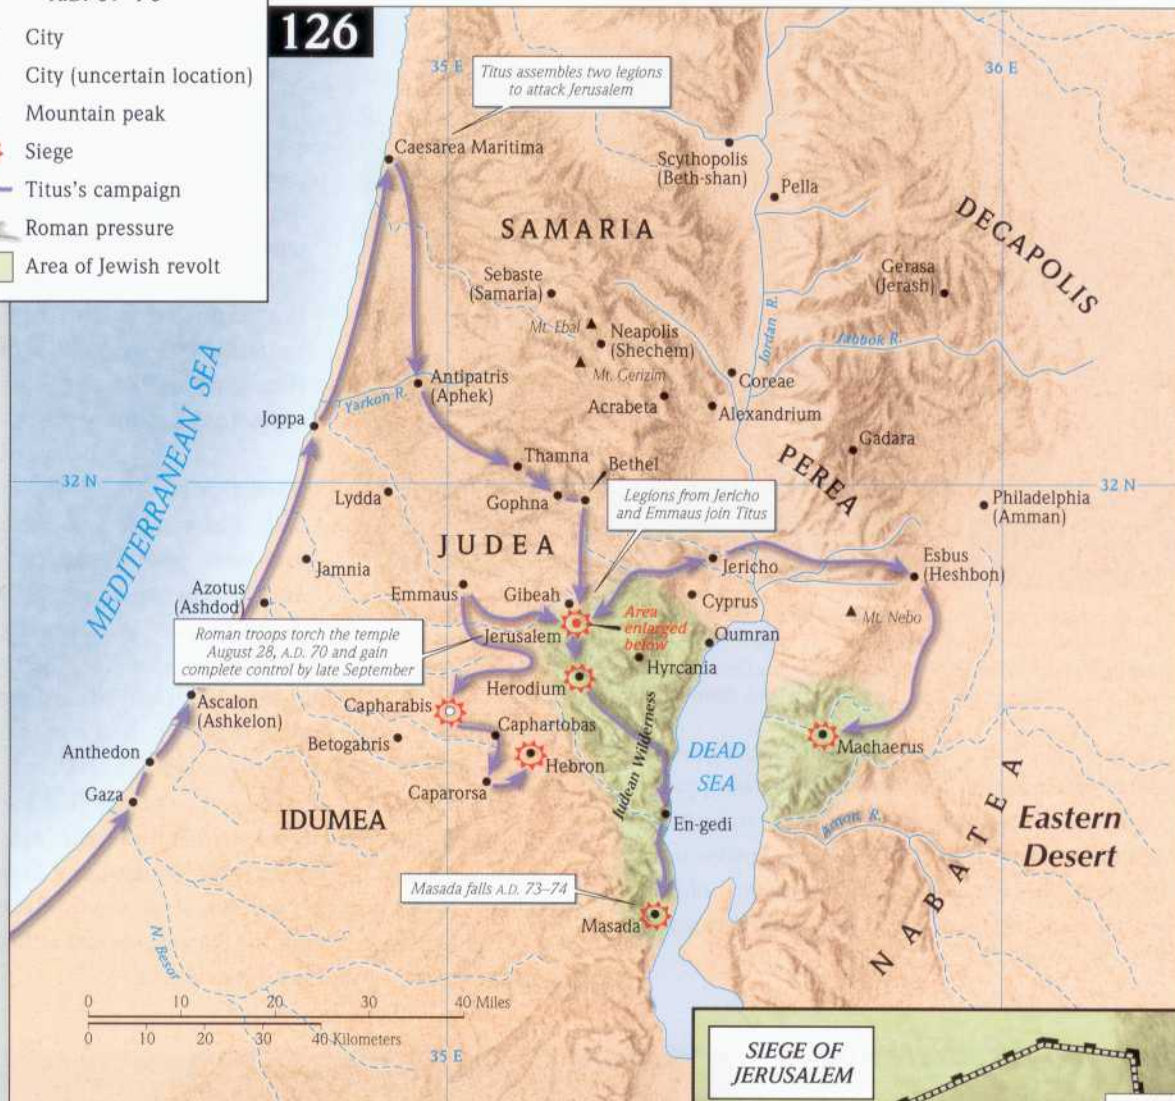 City
City (uncertain location)
Mountain peak
Siege
Titus's campaign
Roman pressure
Area of Jewish revolt
126
35 E
36 E
Titus assembles two legions
to attack Jerusalem
Caesarea Maritima
Scythopolis
(Beth-shan)
Pella
SAMARIA
DECAPOLIS
Sebaste
(Samaria)
Gerasa
(Jerash)
Mt. Ebal
Neapolis
(Shechem)
Jordan R.
Jabbok R.
Mt. Gerizim
MEDITERRANEAN SEA
Antipatris
(Aphek)
Coreae
Yarkon R.
Acrabeta
Alexandrium
Joppa
Gadara
PEREA
Thamna
Bethel
32 N
32 N
Lydda
Gophna
Legions from Jericho
and Emmaus join Titus
Philadelphia
(Amman)
JUDEA
Jamnia
Jericho
Esbus
(Heshbon)
Azotus
(Ashdod)
Emmaus
Gibeah
Cyprus
Mt. Nebo
Area
enlarged
below
Roman troops torch the temple
August 28, A.D. 70 and gain
complete control by late September
Jerusalem
Qumran
Hyrcania
Herodium
Ascalon
(Ashkelon)
Capharabis
Caphartobas
Betogabris
Machaerus
Anthedon
Hebron
Judean Wilderness
DEAD
SEA
Gaza
Caparorsa
IDUMEA
En-gedi
Arnon R.
NABATEA
Eastern
Desert
Masada falls A.D. 73–74
Masada
N. Besor
0 10 20 30 40 Miles
0 10 20 30 40 Kilometers
35 E
SIEGE OF
JERUSALEM